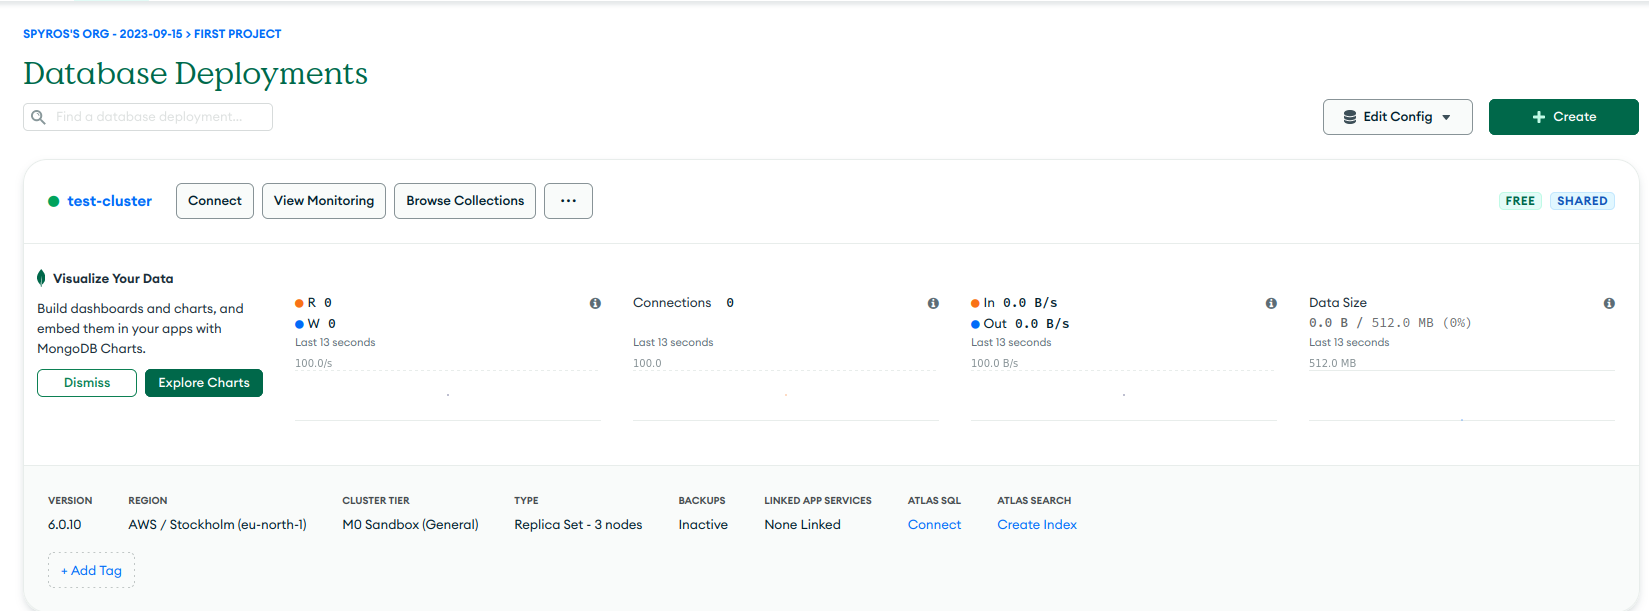 SPYROS'S ORG - 2023-09-15 > FIRST PROJECT
Database Deployments
Find a database deployment...
Edit Config
+ Create
test-cluster
Connect
View Monitoring
Browse Collections
...
FREE
SHARED
Visualize Your Data
Build dashboards and charts, and
embed them in your apps with
MongoDB Charts.
Dismiss
Explore Charts
R 0
W 0
Last 13 seconds
100.0/s
Connections 0
Last 13 seconds
100.0
In 0.0 B/s
Out 0.0 B/s
Last 13 seconds
100.0 B/s
Data Size
0.0 B / 512.0 MB (0%)
Last 13 seconds
512.0 MB
VERSION
6.0.10
REGION
AWS / Stockholm (eu-north-1)
CLUSTER TIER
M0 Sandbox (General)
TYPE
Replica Set - 3 nodes
BACKUPS
Inactive
LINKED APP SERVICES
None Linked
ATLAS SQL
Connect
ATLAS SEARCH
Create Index
+ Add Tag